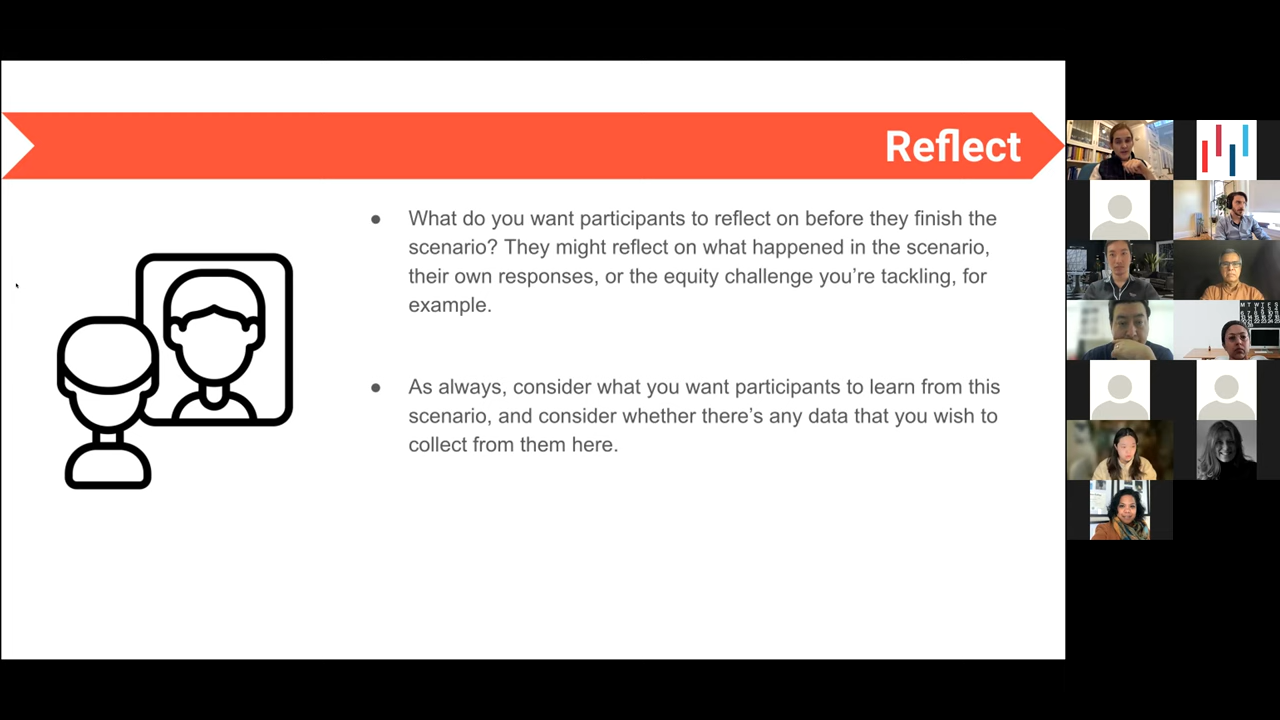 Reflect
● What do you want participants to reflect on before they finish the
scenario? They might reflect on what happened in the scenario,
their own responses, or the equity challenge you’re tackling, for
example.
● As always, consider what you want participants to learn from this
scenario, and consider whether there’s any data that you wish to
collect from them here.